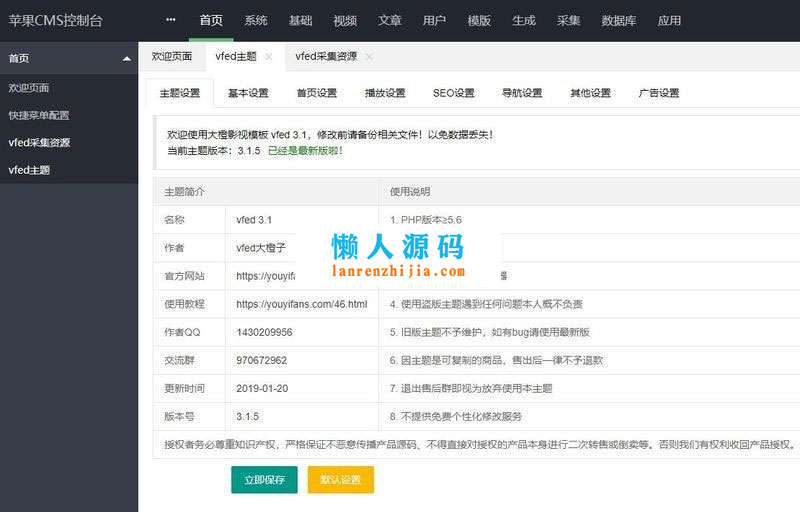 苹果CMS控制台 ··· 首页 系统 基础 视频 文章 用户 模版 生成 采集 数据库 应用
首页
欢迎页面
快捷菜单配置
vfed采集资源
vfed主题
欢迎页面 vfed主题 × vfed采集资源 ×
主题设置 基本设置 首页设置 播放设置 SEO设置 导航设置 其他设置 广告设置
欢迎使用大橙影视模板 vfed 3.1，修改前请备份相关文件！以免数据丢失！
当前主题版本：3.1.5 已经是最新版啦！
主题简介 使用说明
名称 vfed 3.1 1. PHP版本≥5.6
作者 vfed大橙子
懒人源码
lanrenzhijia.com
官方网站 https://youyifa 器
使用教程 https://youyifans.com/46.html 4. 使用盗版主题遇到任何问题本人概不负责
作者QQ 1430209956 5. 旧版主题不予维护，如有bug请使用最新版
交流群 970672962 6. 因主题是可复制的商品，售出后一律不予退款
更新时间 2019-01-20 7. 退出售后群即视为放弃使用本主题
版本号 3.1.5 8. 不提供免费个性化修改服务
授权者务必尊重知识产权，严格保证不恶意传播产品源码、不得直接对授权的产品本身进行二次转售或倒卖等。否则我们有权利收回产品授权。
立即保存 默认设置